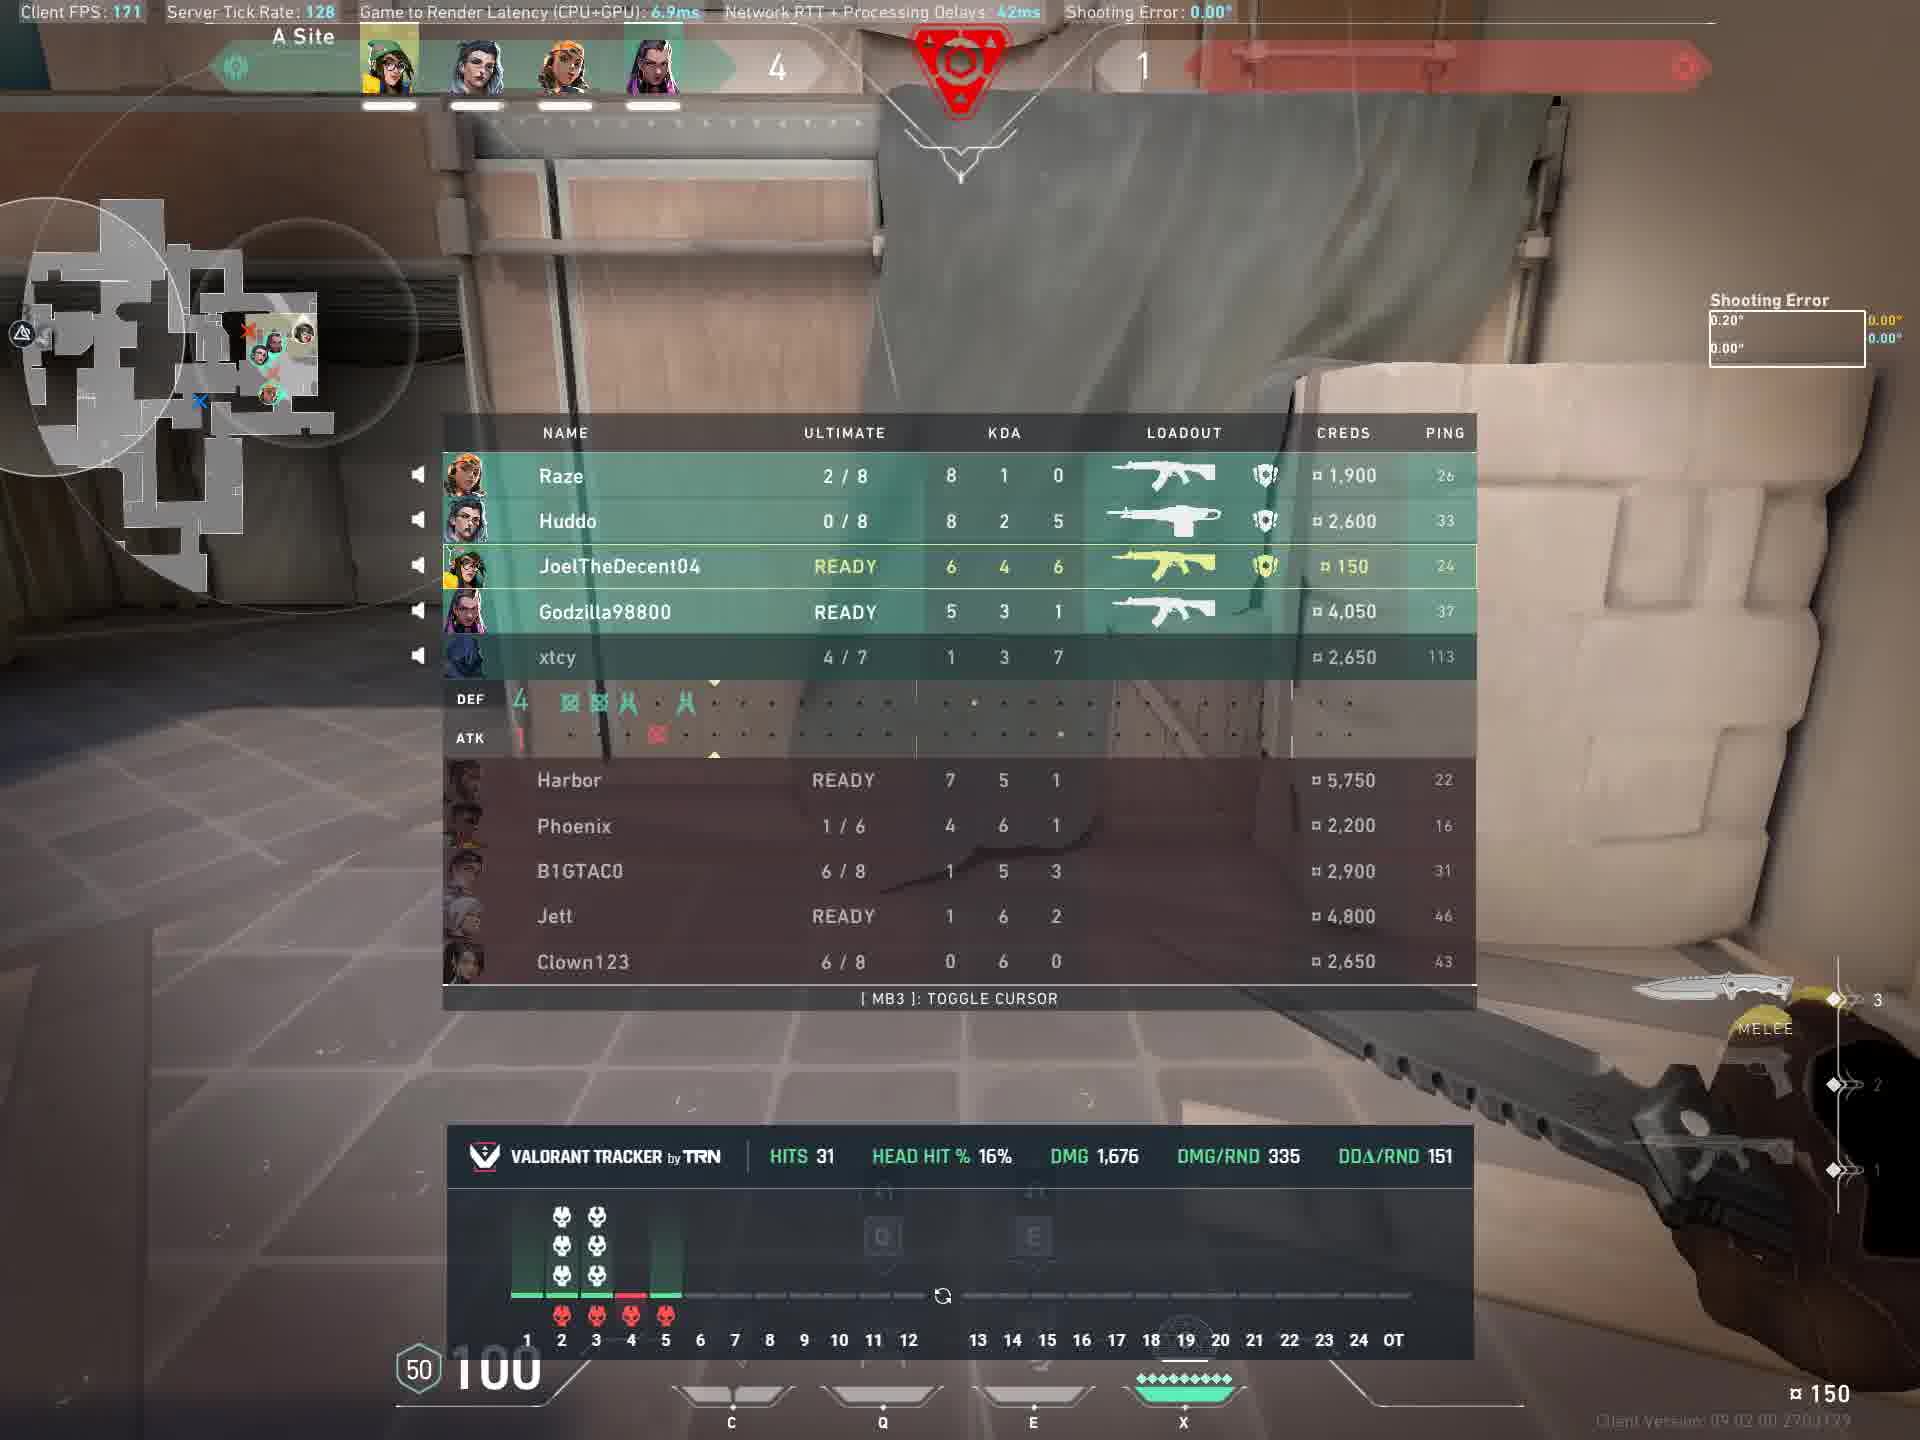 Client FPS: 171 Server Tick Rate: 128 Game to Render Latency (CPU+GPU): 6.9ms Network RTT + Processing Delays: 42ms Shooting Error: 0.00°
A Site
4 1
Shooting Error
0.20° 0.00°
0.00° 0.00°
NAME ULTIMATE KDA LOADOUT CREDS PING
Raze 2 / 8 8 1 0 ¤ 1,900 26
Huddo 0 / 8 8 2 5 ¤ 2,600 33
JoelTheDecent04 READY 6 4 6 ¤ 150 24
Godzilla98800 READY 5 3 1 ¤ 4,050 37
xtcy 4 / 7 1 3 7 ¤ 2,650 113
DEF 4
ATK 1
Harbor READY 7 5 1 ¤ 5,750 22
Phoenix 1 / 6 4 6 1 ¤ 2,200 16
B1GTAC0 6 / 8 1 5 3 ¤ 2,900 31
Jett READY 1 6 2 ¤ 4,800 46
Clown123 6 / 8 0 6 0 ¤ 2,650 43
[ MB3 ]: TOGGLE CURSOR
3
MELEE
2
1
VALORANT TRACKER by TRN HITS 31 HEAD HIT % 16% DMG 1,676 DMG/RND 335 DDΔ/RND 151
Q E
1 2 3 4 5 6 7 8 9 10 11 12 13 14 15 16 17 18 19 20 21 22 23 24 OT
50 100
¤ 150
C Q E X